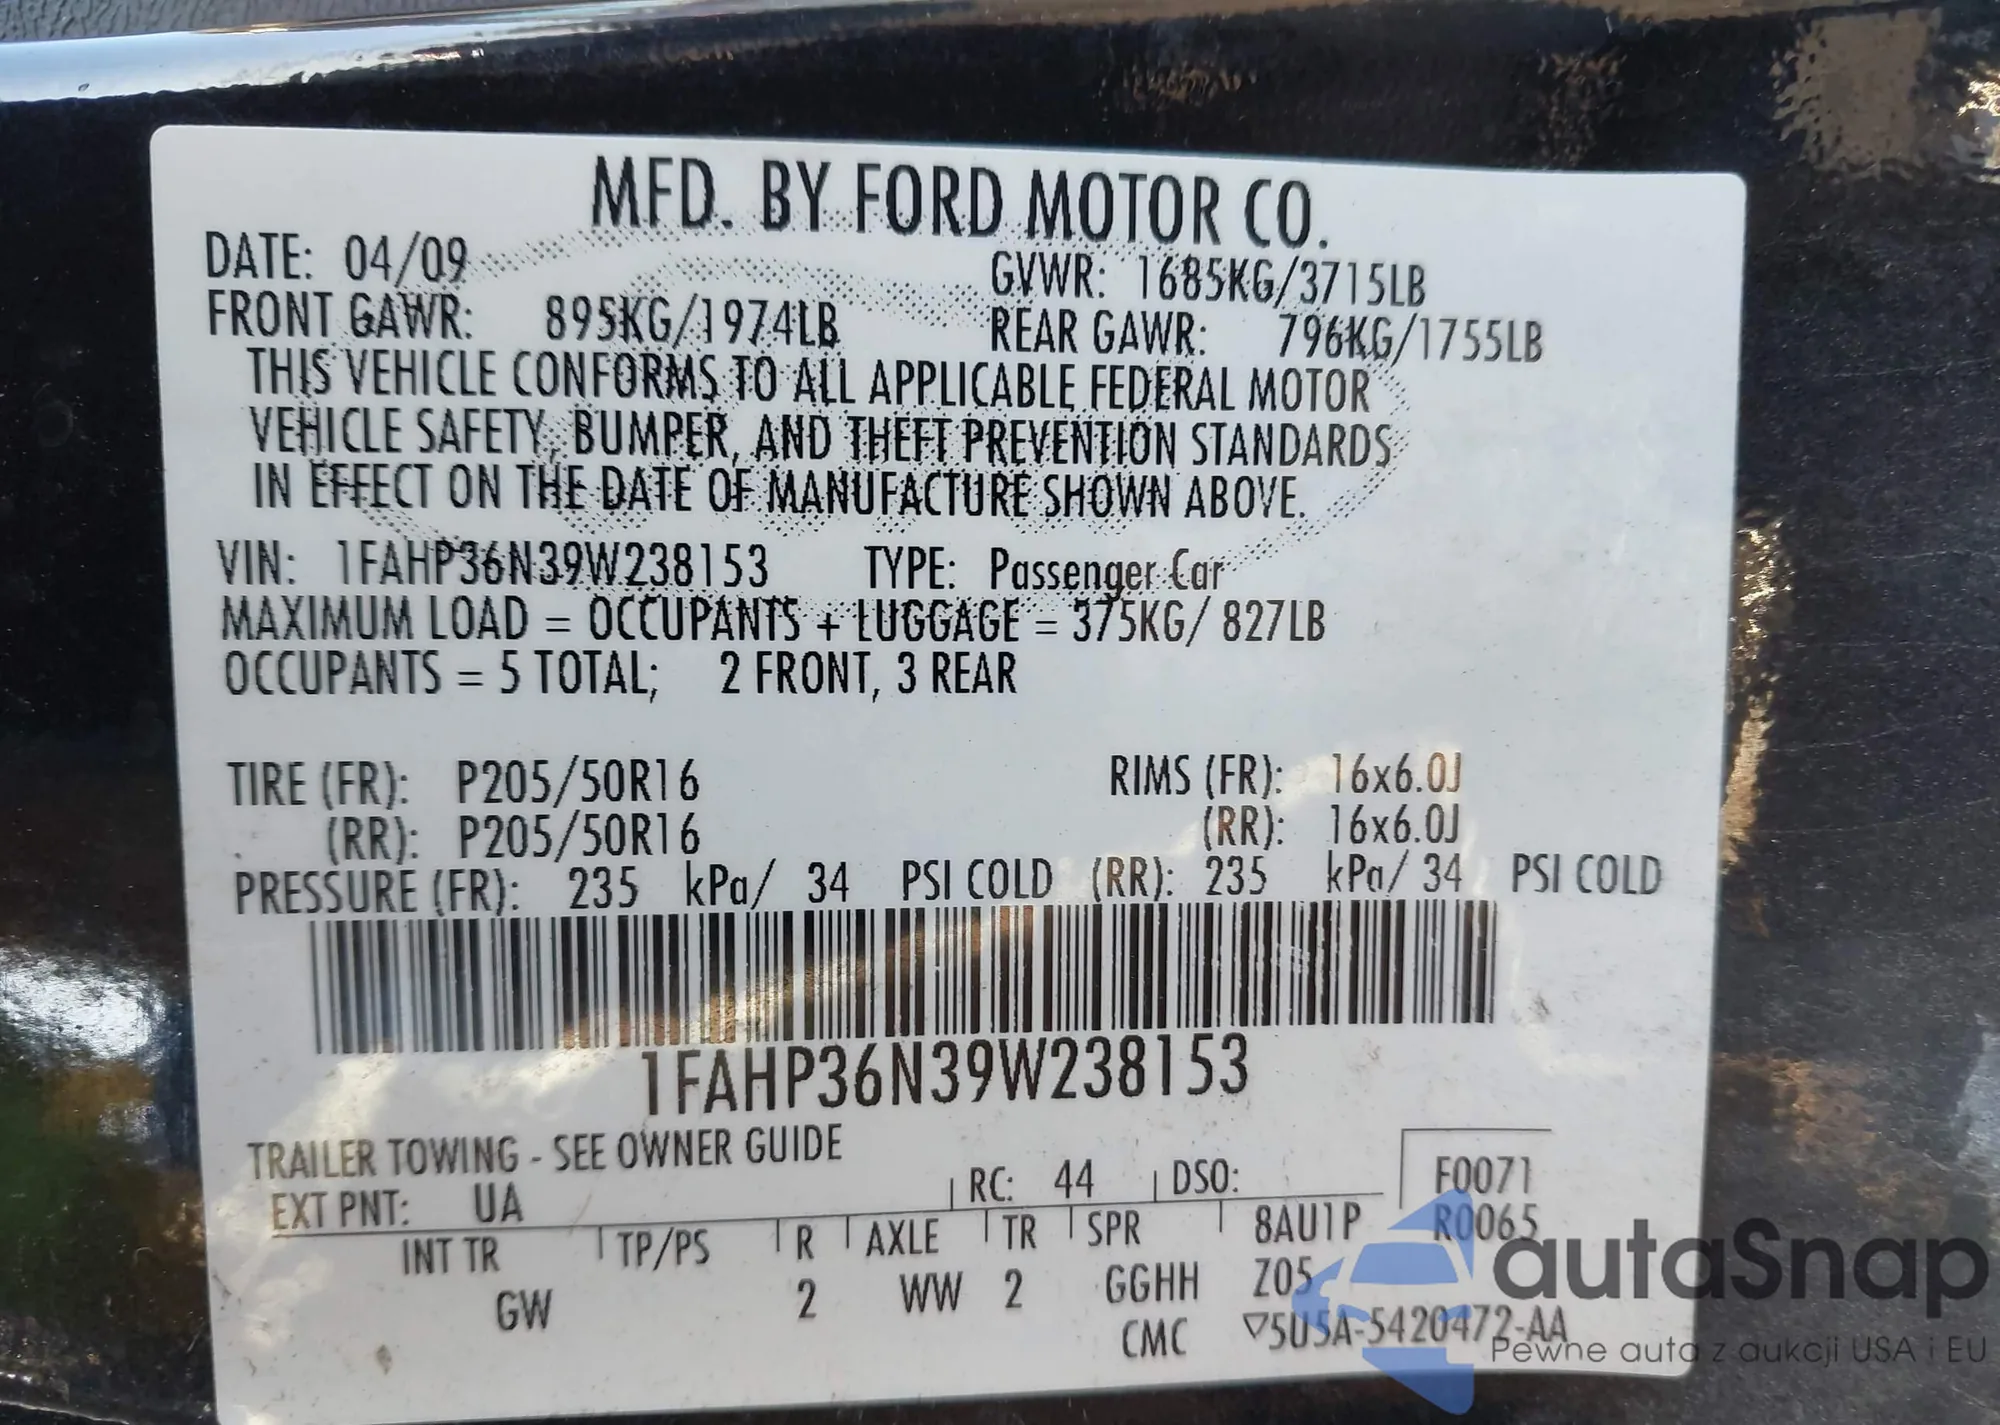 MFD. BY FORD MOTOR CO.
DATE: 04/09 GVWR: 1685KG/3715LB
FRONT GAWR: 895KG/1974LB REAR GAWR: 796KG/1755LB
THIS VEHICLE CONFORMS TO ALL APPLICABLE FEDERAL MOTOR
VEHICLE SAFETY, BUMPER, AND THEFT PREVENTION STANDARDS
IN EFFECT ON THE DATE OF MANUFACTURE SHOWN ABOVE.
VIN: 1FAHP36N39W238153 TYPE: Passenger Car
MAXIMUM LOAD = OCCUPANTS + LUGGAGE = 375KG/ 827LB
OCCUPANTS = 5 TOTAL; 2 FRONT, 3 REAR
TIRE (FR): P205/50R16 RIMS (FR): 16x6.0J
(RR): P205/50R16 (RR): 16x6.0J
PRESSURE (FR): 235 kPa/ 34 PSI COLD (RR): 235 kPa/ 34 PSI COLD
1FAHP36N39W238153
TRAILER TOWING - SEE OWNER GUIDE
EXT PNT: UA RC: 44 DSO: F0071
INT TR TP/PS R AXLE TR SPR 8AU1P R0065
GW 2 WW 2 GGHH Z05
CMC ▽5U5A-5420472-AA
autaSnap
Pewne auta z aukcji USA i EU